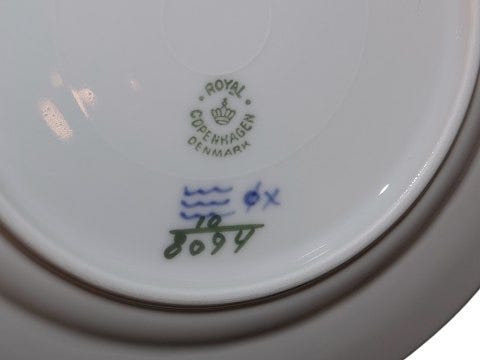 ROYAL
COPENHAGEN
DENMARK
øx
10
8094